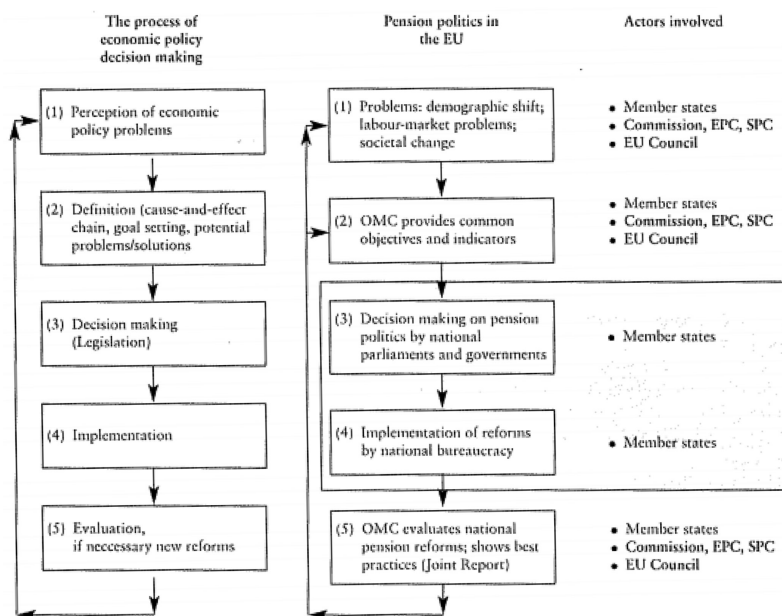 The process of
economic policy
decision making
Pension politics in
the EU
Actors involved
(1) Perception of economic
policy problems
(1) Problems: demographic shift;
labour-market problems;
societal change
• Member states
• Commission, EPC, SPC
• EU Council
(2) Definition (cause-and-effect
chain, goal setting, potential
problems/solutions
(2) OMC provides common
objectives and indicators
• Member states
• Commission, EPC, SPC
• EU Council
(3) Decision making
(Legislation)
(3) Decision making on pension
politics by national
parliaments and governments
• Member states
(4) Implementation
(4) Implementation of reforms
by national bureaucracy
• Member states
(5) Evaluation,
if neccessary new reforms
(5) OMC evaluates national
pension reforms; shows best
practices (Joint Report)
• Member states
• Commission, EPC, SPC
• EU Council